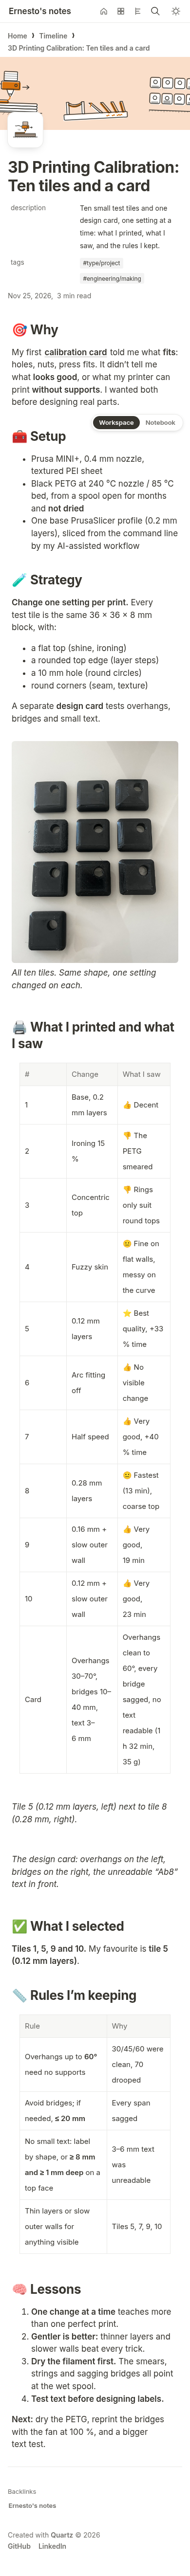 Ernesto's notes
Home › Timeline ›
3D Printing Calibration: Ten tiles and a card
3D Printing Calibration:
Ten tiles and a card
description
Ten small test tiles and one
design card, one setting at a
time: what I printed, what I
saw, and the rules I kept.
tags
#type/project
#engineering/making
Nov 25, 2026, 3 min read
🎯 Why
My first calibration card told me what fits:
holes, nuts, press fits. It didn't tell me
what looks good, or what my printer can
print without supports. I wanted both
before designing real parts.
Workspace Notebook
🧰 Setup
• Prusa MINI+, 0.4 mm nozzle,
textured PEI sheet
• Black PETG at 240 °C nozzle / 85 °C
bed, from a spool open for months
and not dried
• One base PrusaSlicer profile (0.2 mm
layers), sliced from the command line
by my AI-assisted workflow
🧪 Strategy
Change one setting per print. Every
test tile is the same 36 × 36 × 8 mm
block, with:
• a flat top (shine, ironing)
• a rounded top edge (layer steps)
• a 10 mm hole (round circles)
• round corners (seam, texture)
A separate design card tests overhangs,
bridges and small text.
All ten tiles. Same shape, one setting
changed on each.
🖨️ What I printed and what
I saw
# Change What I saw
1 Base, 0.2 mm layers 👍 Decent
2 Ironing 15 % 👎 The PETG smeared
3 Concentric top 👎 Rings only suit round tops
4 Fuzzy skin 😐 Fine on flat walls, messy on the curve
5 0.12 mm layers ⭐ Best quality, +33 % time
6 Arc fitting off 👍 No visible change
7 Half speed 👍 Very good, +40 % time
8 0.28 mm layers 😐 Fastest (13 min), coarse top
9 0.16 mm + slow outer wall 👍 Very good, 19 min
10 0.12 mm + slow outer wall 👍 Very good, 23 min
Card Overhangs 30–70°, bridges 10–40 mm, text 3–6 mm Overhangs clean to 60°, every bridge sagged, no text readable (1 h 32 min, 35 g)
Tile 5 (0.12 mm layers, left) next to tile 8
(0.28 mm, right).
The design card: overhangs on the left,
bridges on the right, the unreadable "Ab8"
text in front.
✅ What I selected
Tiles 1, 5, 9 and 10. My favourite is tile 5
(0.12 mm layers).
📏 Rules I'm keeping
Rule Why
Overhangs up to 60° need no supports 30/45/60 were clean, 70 drooped
Avoid bridges; if needed, ≤ 20 mm Every span sagged
No small text: label by shape, or ≥ 8 mm and ≥ 1 mm deep on a top face 3–6 mm text was unreadable
Thin layers or slow outer walls for anything visible Tiles 5, 7, 9, 10
🧠 Lessons
1. One change at a time teaches more
than one perfect print.
2. Gentler is better: thinner layers and
slower walls beat every trick.
3. Dry the filament first. The smears,
strings and sagging bridges all point
at the wet spool.
4. Test text before designing labels.
Next: dry the PETG, reprint the bridges
with the fan at 100 %, and a bigger
text test.
Backlinks
Ernesto's notes
Created with Quartz © 2026
GitHub LinkedIn